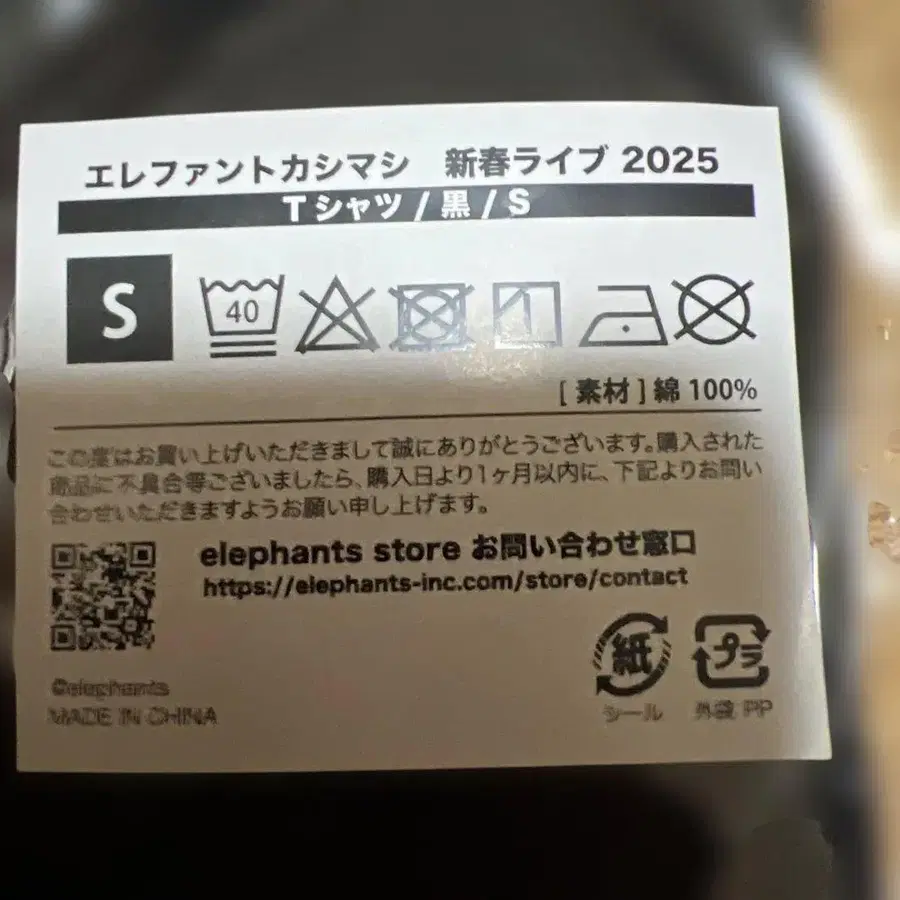 エレファントカシマシ 新春ライブ 2025
Tシャツ / 黒 / S
S
40
[ 素材 ] 綿 100%
この度はお買い上げいただきまして誠にありがとうございます。購入された
商品に不具合等ございましたら、購入日より1ヶ月以内に、下記よりお問い
合わせいただきますようお願い申し上げます。
elephants store お問い合わせ窓口
https://elephants-inc.com/store/contact
紙
プラ
シール
外袋 PP
©elephants
MADE IN CHINA